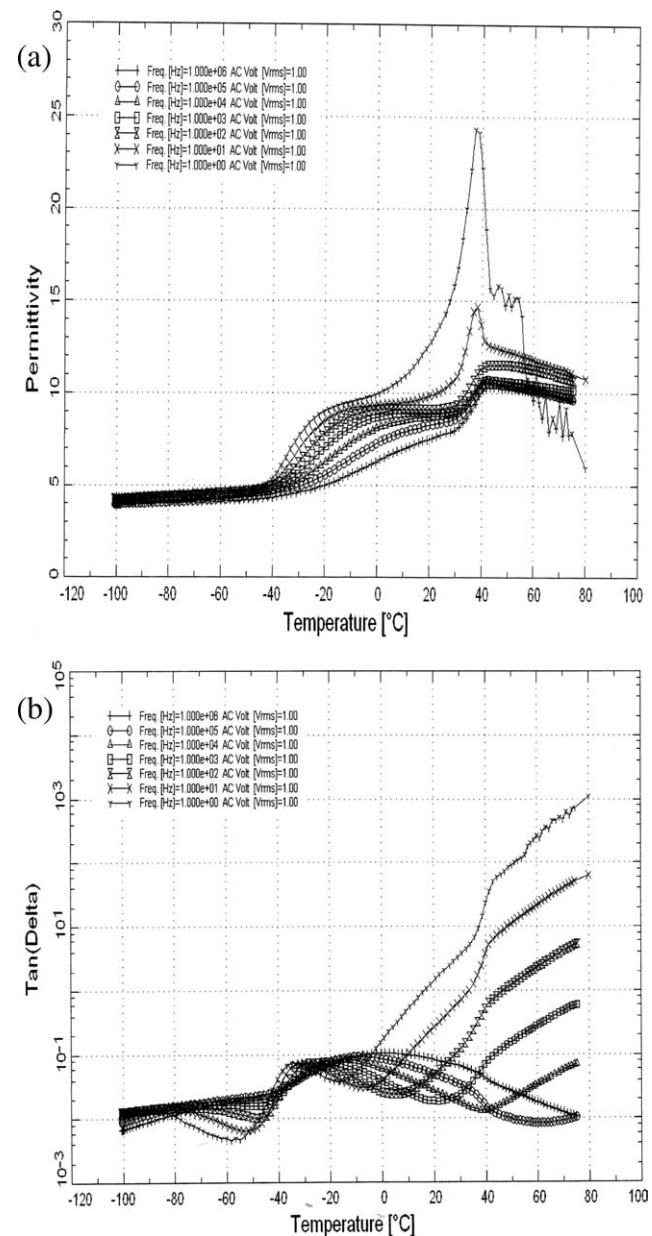 (a)
30
25
20
15
10
5
0
Permittivity
Freq. [Hz]=1.000e+06 AC Volt [Vrms]=1.00
Freq. [Hz]=1.000e+05 AC Volt [Vrms]=1.00
Freq. [Hz]=1.000e+04 AC Volt [Vrms]=1.00
Freq. [Hz]=1.000e+03 AC Volt [Vrms]=1.00
Freq. [Hz]=1.000e+02 AC Volt [Vrms]=1.00
Freq. [Hz]=1.000e+01 AC Volt [Vrms]=1.00
Freq. [Hz]=1.000e+00 AC Volt [Vrms]=1.00
-120 -100 -80 -60 -40 -20 0 20 40 60 80 100
Temperature [°C]
(b)
10⁵
10³
10¹
10⁻¹
10⁻³
Tan(Delta)
Freq. [Hz]=1.000e+06 AC Volt [Vrms]=1.00
Freq. [Hz]=1.000e+05 AC Volt [Vrms]=1.00
Freq. [Hz]=1.000e+04 AC Volt [Vrms]=1.00
Freq. [Hz]=1.000e+03 AC Volt [Vrms]=1.00
Freq. [Hz]=1.000e+02 AC Volt [Vrms]=1.00
Freq. [Hz]=1.000e+01 AC Volt [Vrms]=1.00
Freq. [Hz]=1.000e+00 AC Volt [Vrms]=1.00
-120 -100 -80 -60 -40 -20 0 20 40 60 80 100
Temperature [°C]